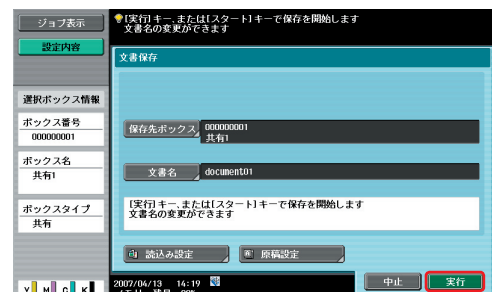 ジョブ表示
設定内容
[実行]キー、または[スタート]キーで保存を開始します
文書名の変更ができます
文書保存
選択ボックス情報
ボックス番号
000000001
ボックス名
共有1
ボックスタイプ
共有
保存先ボックス
000000001
共有1
文書名
document01
[実行]キー、または[スタート]キーで保存を開始します
文書名の変更ができます
読込み設定
原稿設定
Y M C K
2007/04/13 14:19
中止
実行